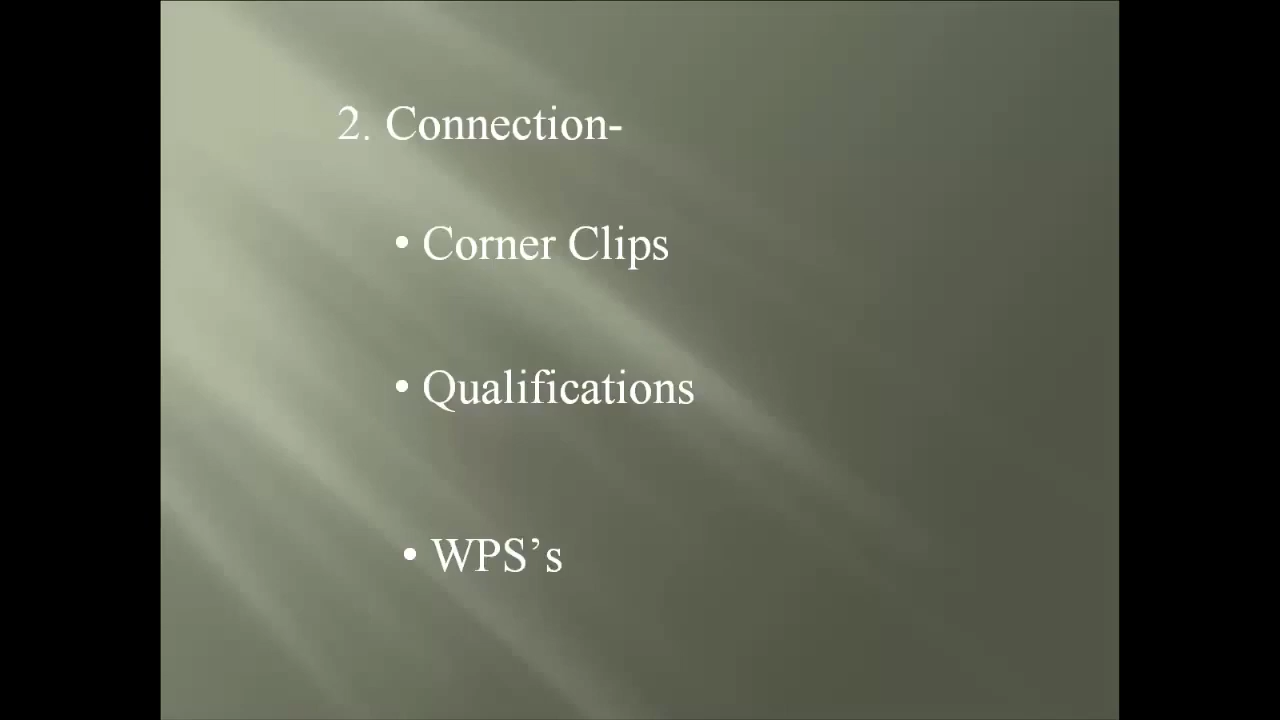 2. Connection-
• Corner Clips
• Qualifications
• WPS’s